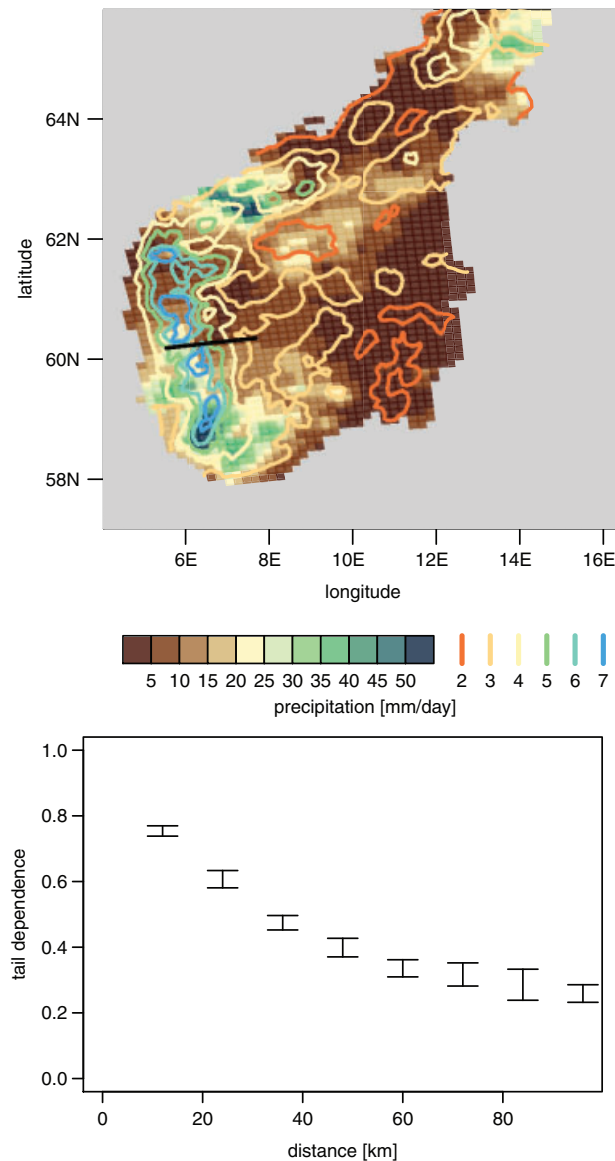 64N
62N
60N
58N
latitude
6E 8E 10E 12E 14E 16E
longitude
5 10 15 20 25 30 35 40 45 50 2 3 4 5 6 7
precipitation [mm/day]
1.0
0.8
0.6
0.4
0.2
0.0
tail dependence
0 20 40 60 80
distance [km]